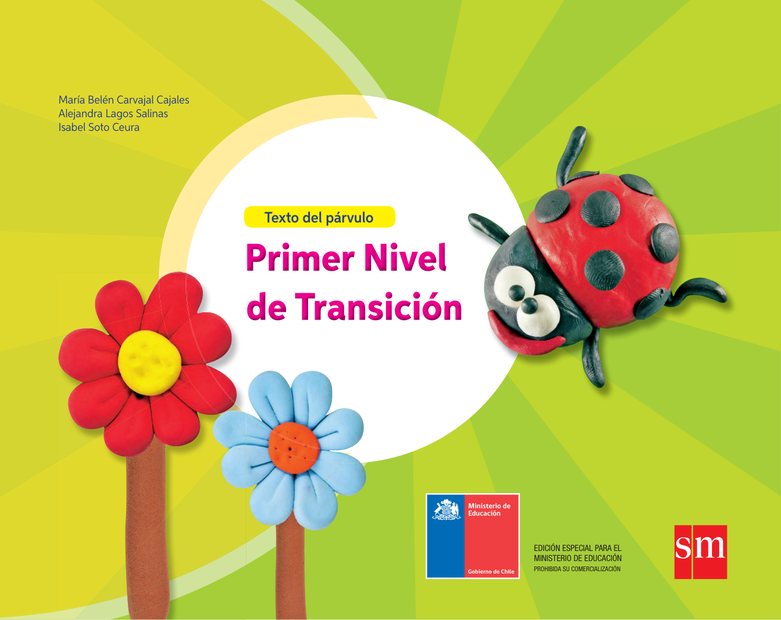 María Belén Carvajal Cajales
Alejandra Lagos Salinas
Isabel Soto Ceura
Texto del párvulo
Primer Nivel
de Transición
Ministerio de
Educación
Gobierno de Chile
EDICIÓN ESPECIAL PARA EL
MINISTERIO DE EDUCACIÓN
PROHIBIDA SU COMERCIALIZACIÓN
sm